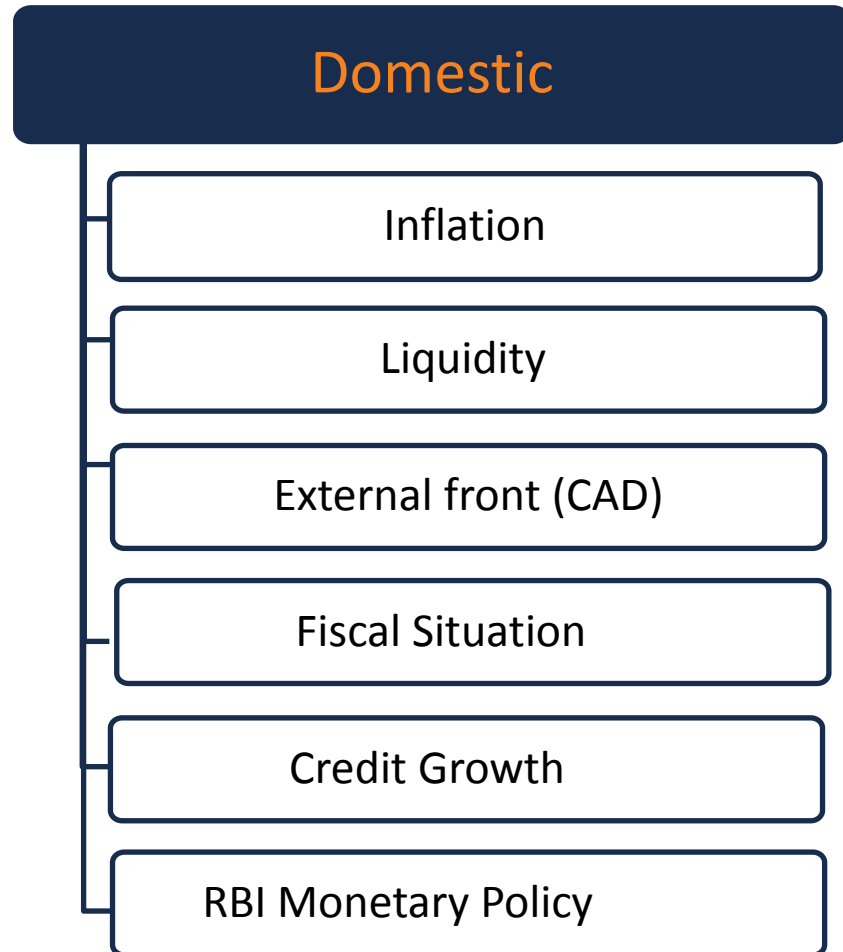 Domestic
Inflation
Liquidity
External front (CAD)
Fiscal Situation
Credit Growth
RBI Monetary Policy